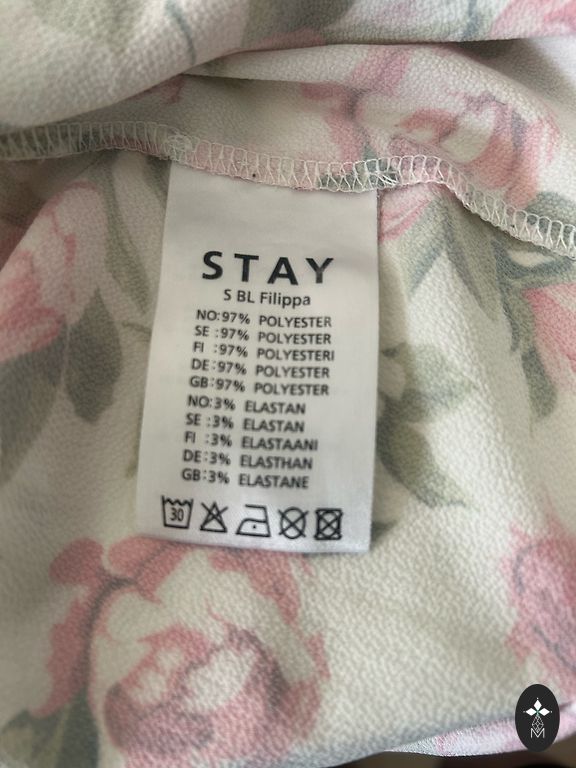 STAY
S BL Filippa
NO:97% POLYESTER
SE :97% POLYESTER
FI :97% POLYESTERI
DE:97% POLYESTER
GB:97% POLYESTER
NO:3% ELASTAN
SE :3% ELASTAN
FI :3% ELASTAANI
DE:3% ELASTHAN
GB:3% ELASTANE
30
M